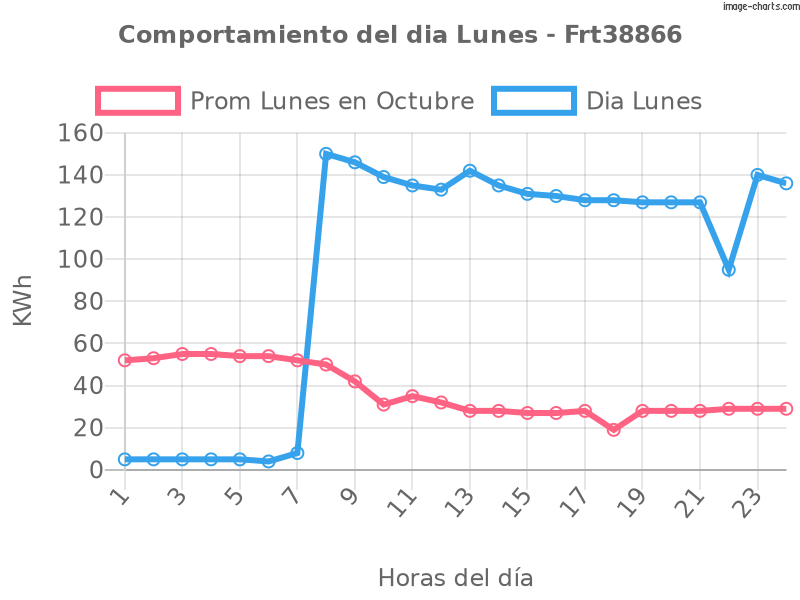 image-charts.com
Comportamiento del dia Lunes - Frt38866
Prom Lunes en Octubre Dia Lunes
160
140
120
100
80
60
40
20
0
KWh
1 3 5 7 9 11 13 15 17 19 21 23
Horas del día